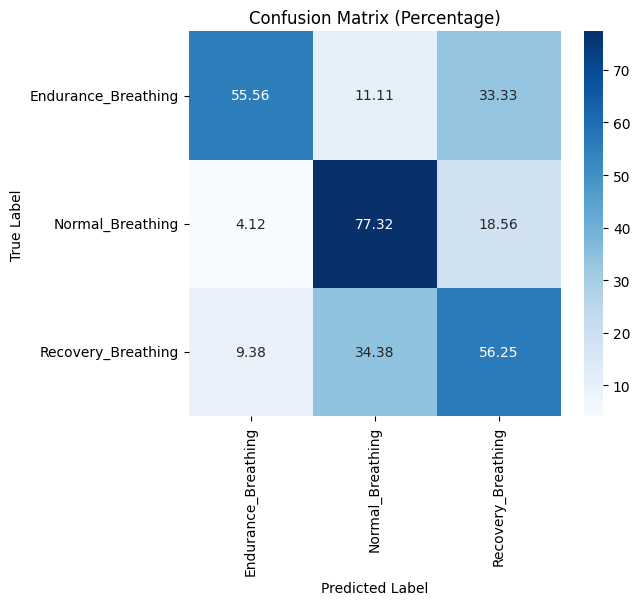 Confusion Matrix (Percentage)
True Label
Endurance_Breathing
55.56 11.11 33.33
Normal_Breathing
4.12 77.32 18.56
Recovery_Breathing
9.38 34.38 56.25
Endurance_Breathing
Normal_Breathing
Recovery_Breathing
Predicted Label
70
60
50
40
30
20
10